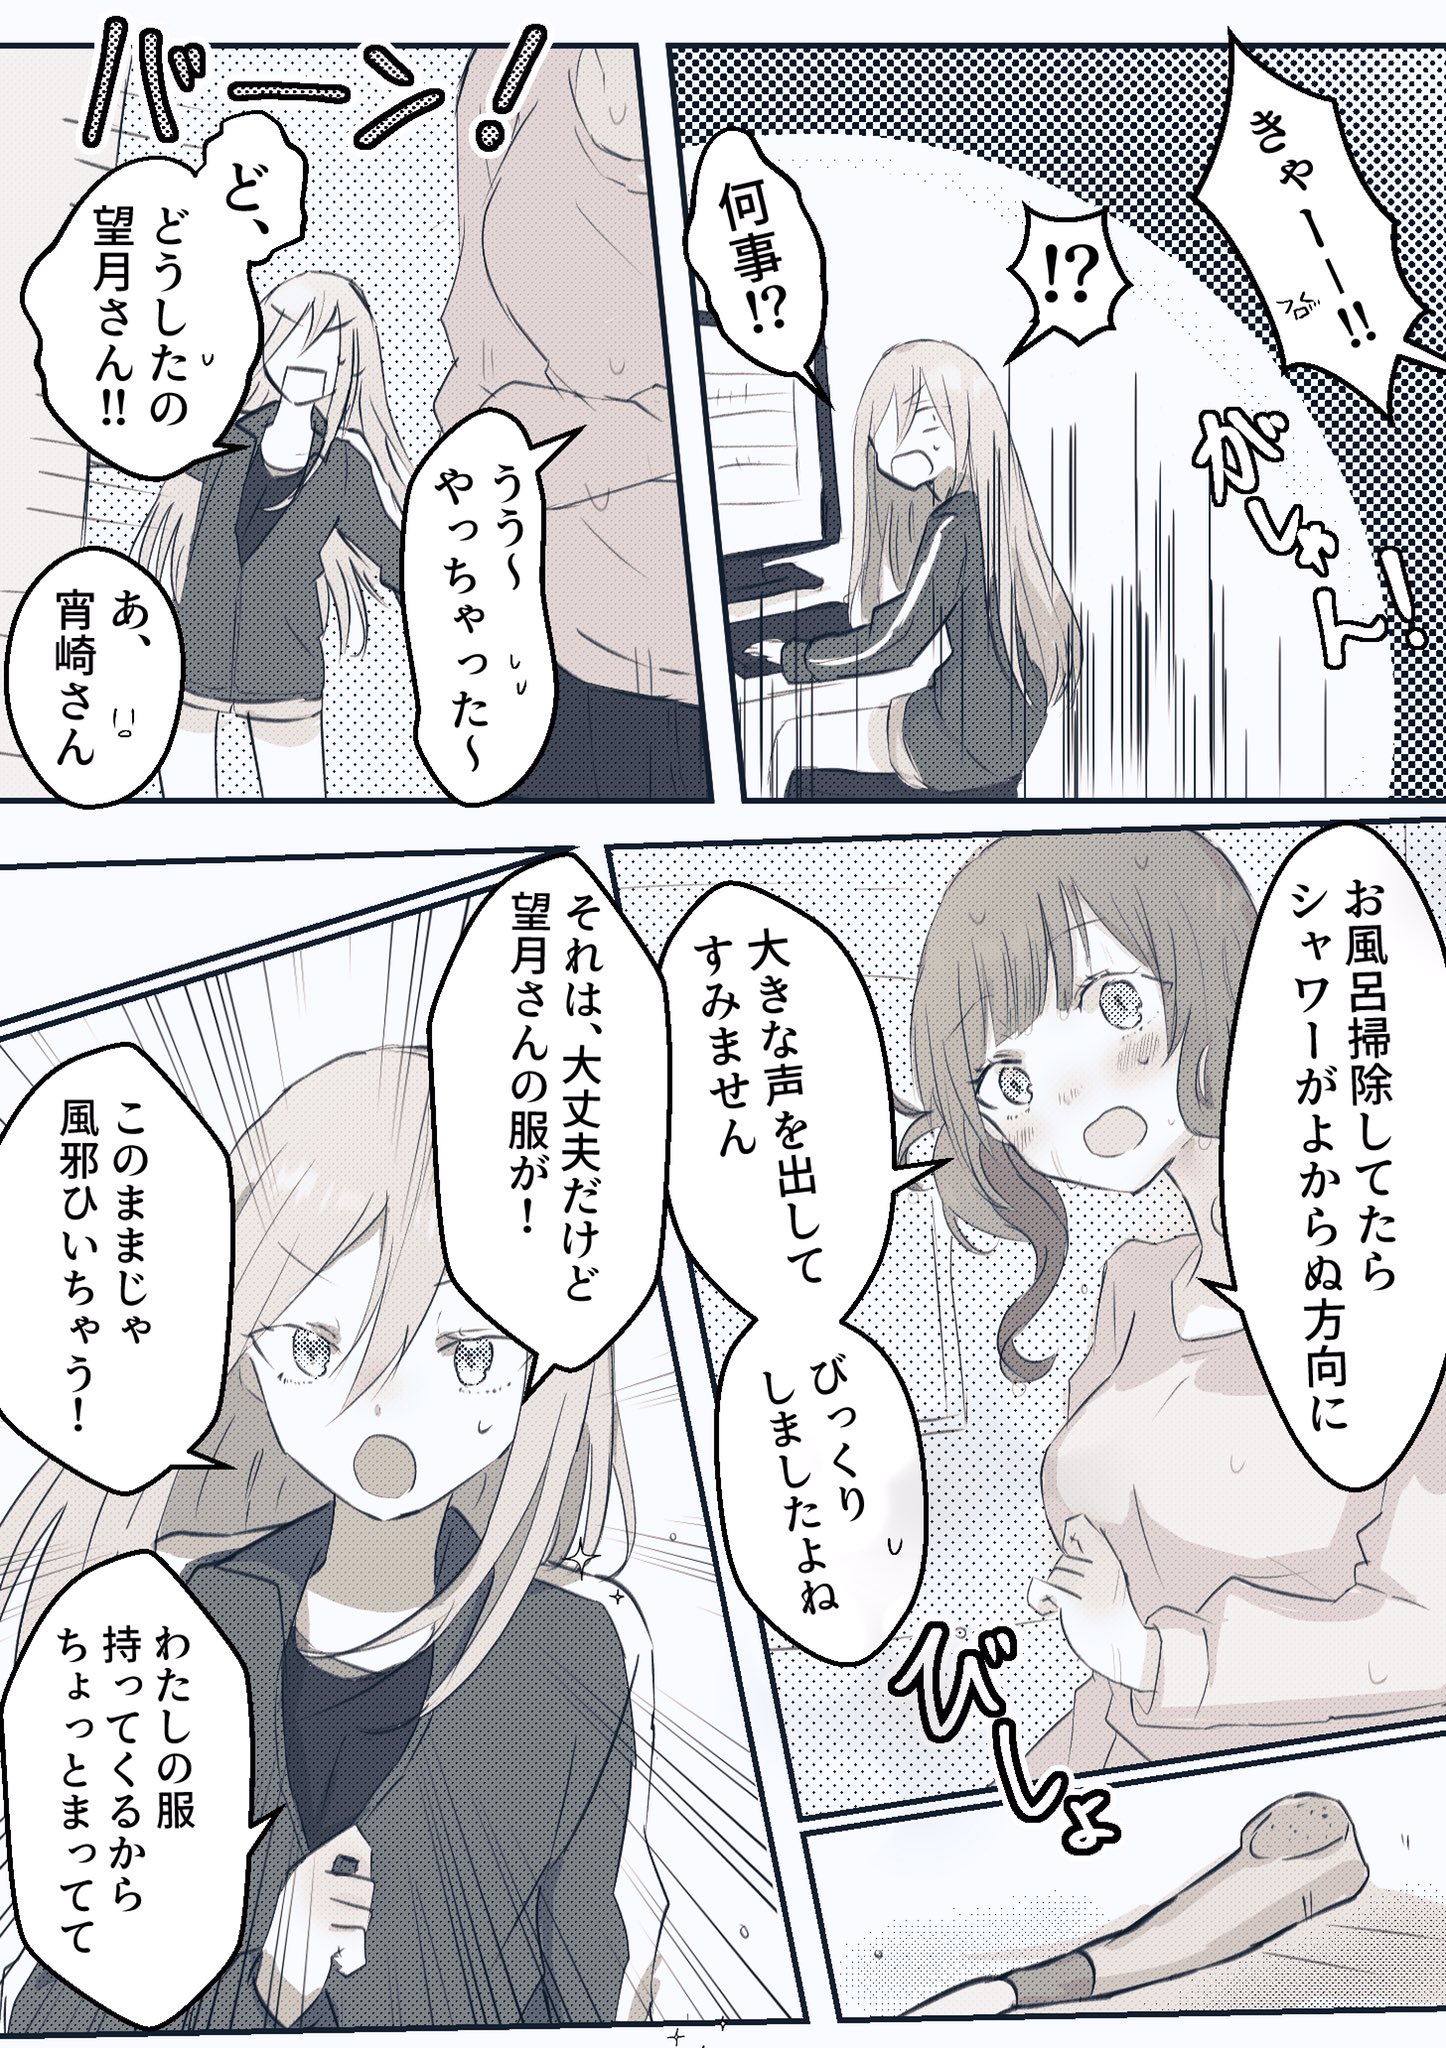 きゃーー!!
がしゃん!
!?
何事!?
バーン!
ど、
どうしたの
望月さん!!
うう〜
やっちゃった〜
あ、
宵崎さん
お風呂掃除してたら
シャワーがよからぬ方向に
大きな声を出して
すみません
びっくり
しましたよね
びしょ
それは、大丈夫だけど
望月さんの服が!
このままじゃ
風邪ひいちゃう!
わたしの服
持ってくるから
ちょっとまってて